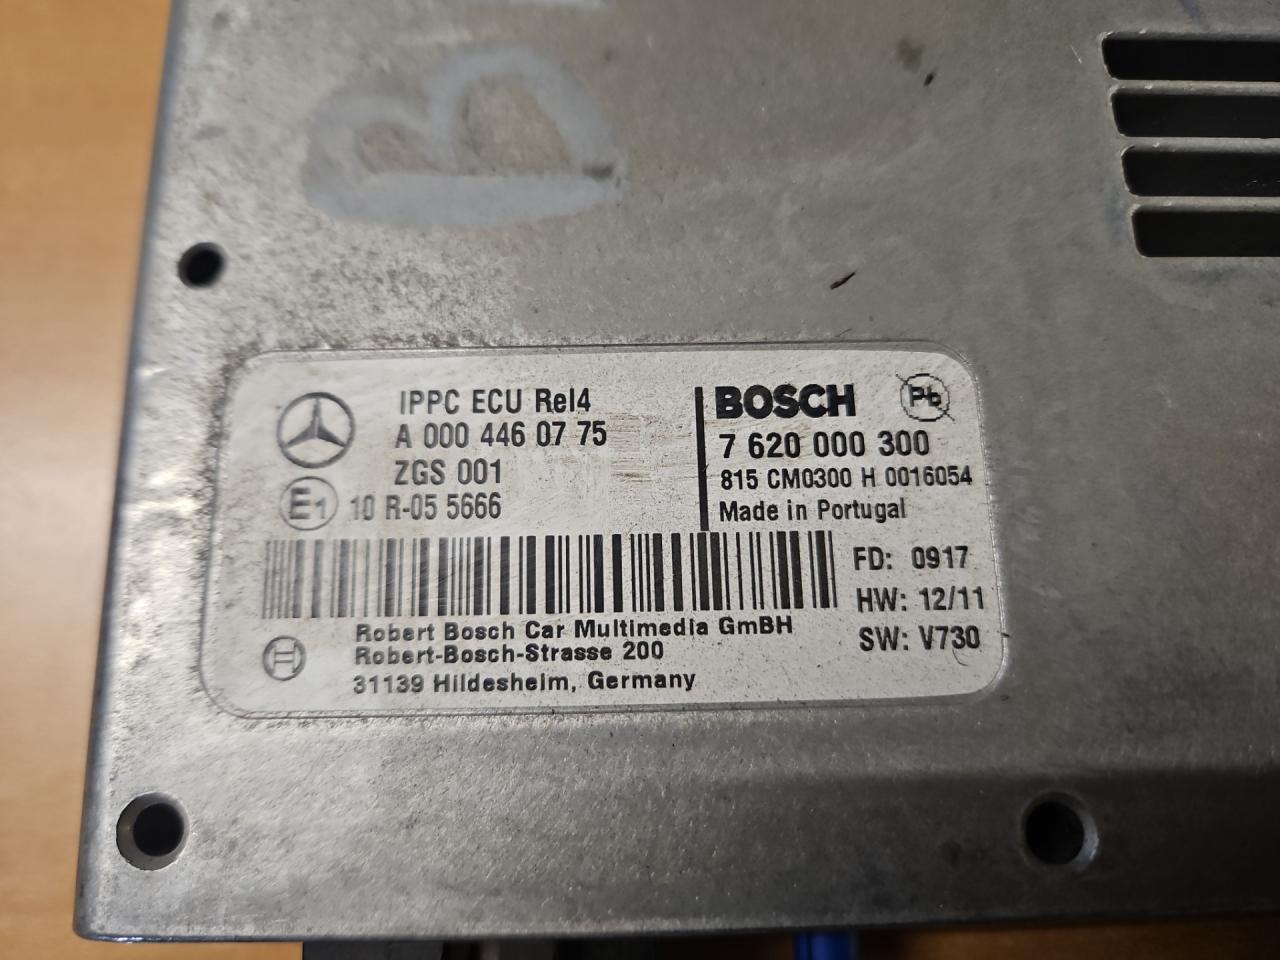 B
IPPC ECU Rel4
A 000 446 07 75
ZGS 001
E1 10 R-05 5666
BOSCH Pb
7 620 000 300
815 CM0300 H 0016054
Made in Portugal
FD: 0917
HW: 12/11
SW: V730
Robert Bosch Car Multimedia GmBH
Robert-Bosch-Strasse 200
31139 Hildesheim, Germany